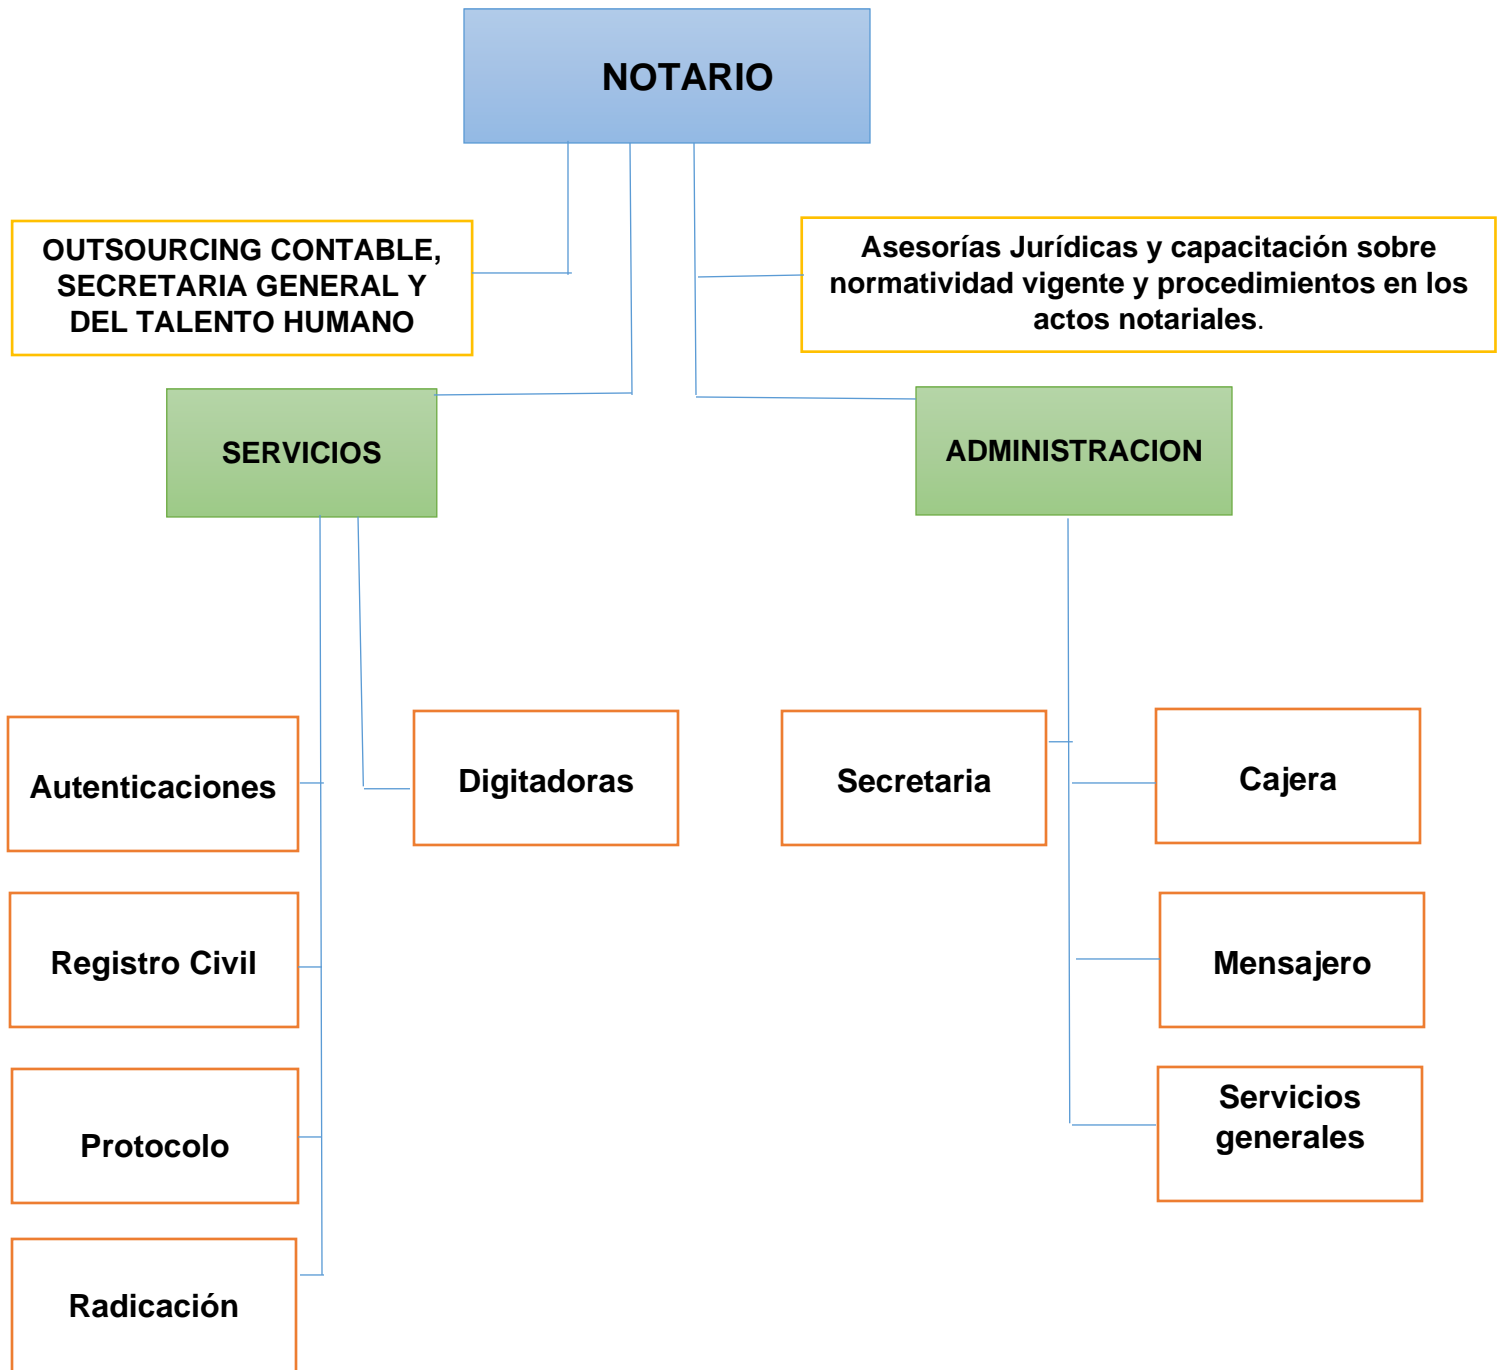 NOTARIO
OUTSOURCING CONTABLE,
SECRETARIA GENERAL Y
DEL TALENTO HUMANO
Asesorías Jurídicas y capacitación sobre
normatividad vigente y procedimientos en los
actos notariales.
SERVICIOS
ADMINISTRACION
Autenticaciones
Digitadoras
Secretaria
Cajera
Registro Civil
Mensajero
Protocolo
Servicios
generales
Radicación